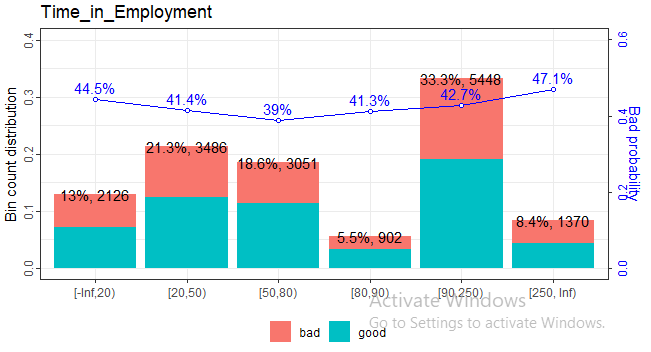 Time_in_Employment
0.4
0.3
0.2
0.1
0.0
Bin count distribution
44.5%
41.4%
39%
41.3%
42.7%
47.1%
13%, 2126
21.3%, 3486
18.6%, 3051
5.5%, 902
33.3%, 5448
8.4%, 1370
0.6
0.4
0.2
0.0
Bad probability
[-Inf,20)
[20,50)
[50,80)
[80,90)
[90,250)
[250, Inf)
Activate Windows
Go to Settings to activate Windows.
bad
good